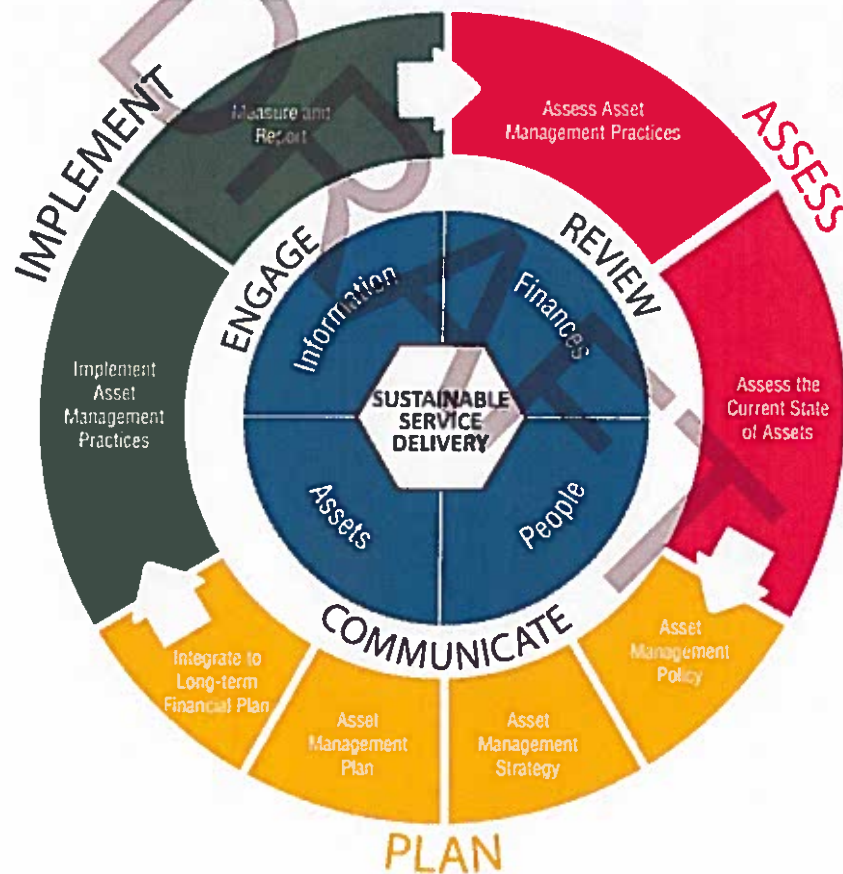 DRAFT
IMPLEMENT
Measure and
Report
Assess Asset
Management Practices
ASSESS
ENGAGE
REVIEW
Information
Finances
Implement
Asset
Management
Practices
SUSTAINABLE
SERVICE
DELIVERY
Assess the
Current State
of Assets
Assets
People
COMMUNICATE
Integrate to
Long-term
Financial Plan
Asset
Management
Plan
Asset
Management
Strategy
Asset
Management
Policy
PLAN